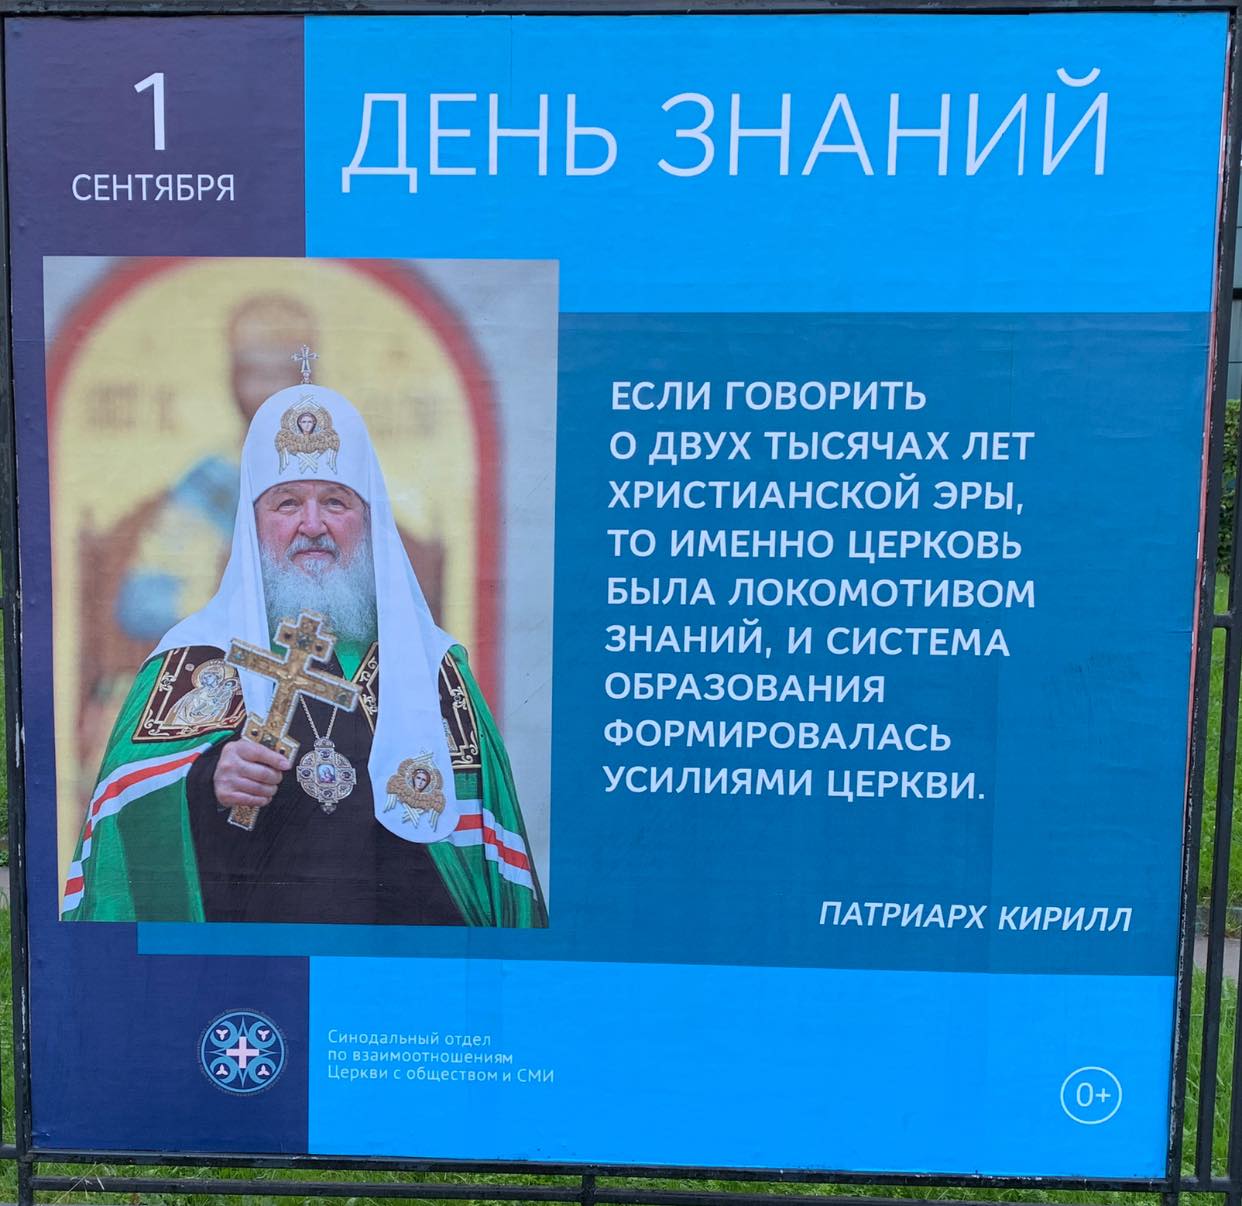 1
СЕНТЯБРЯ
ДЕНЬ ЗНАНИЙ
ЕСЛИ ГОВОРИТЬ
О ДВУХ ТЫСЯЧАХ ЛЕТ
ХРИСТИАНСКОЙ ЭРЫ,
ТО ИМЕННО ЦЕРКОВЬ
БЫЛА ЛОКОМОТИВОМ
ЗНАНИЙ, И СИСТЕМА
ОБРАЗОВАНИЯ
ФОРМИРОВАЛАСЬ
УСИЛИЯМИ ЦЕРКВИ.
ПАТРИАРХ КИРИЛЛ
Синодальный отдел
по взаимоотношениям
Церкви с обществом и СМИ
0+